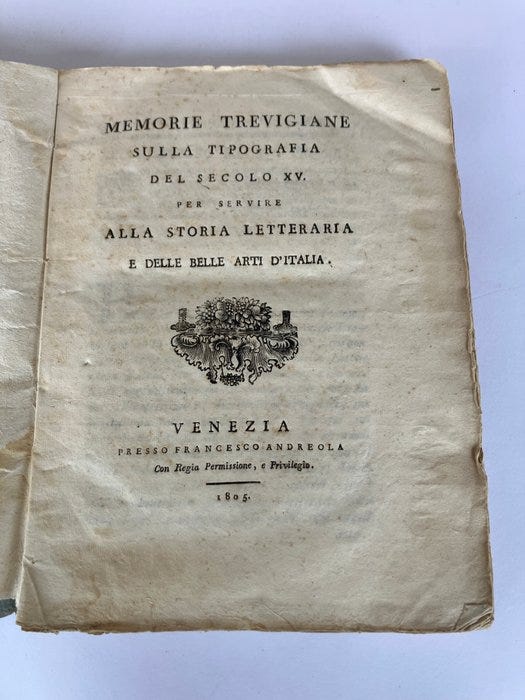 MEMORIE TREVIGIANE
SULLA TIPOGRAFIA
DEL SECOLO XV.
PER SERVIRE
ALLA STORIA LETTERARIA
E DELLE BELLE ARTI D'ITALIA.
VENEZIA
PRESSO FRANCESCO ANDREOLA
Con Regia Permissione, e Privilegio.
1805.